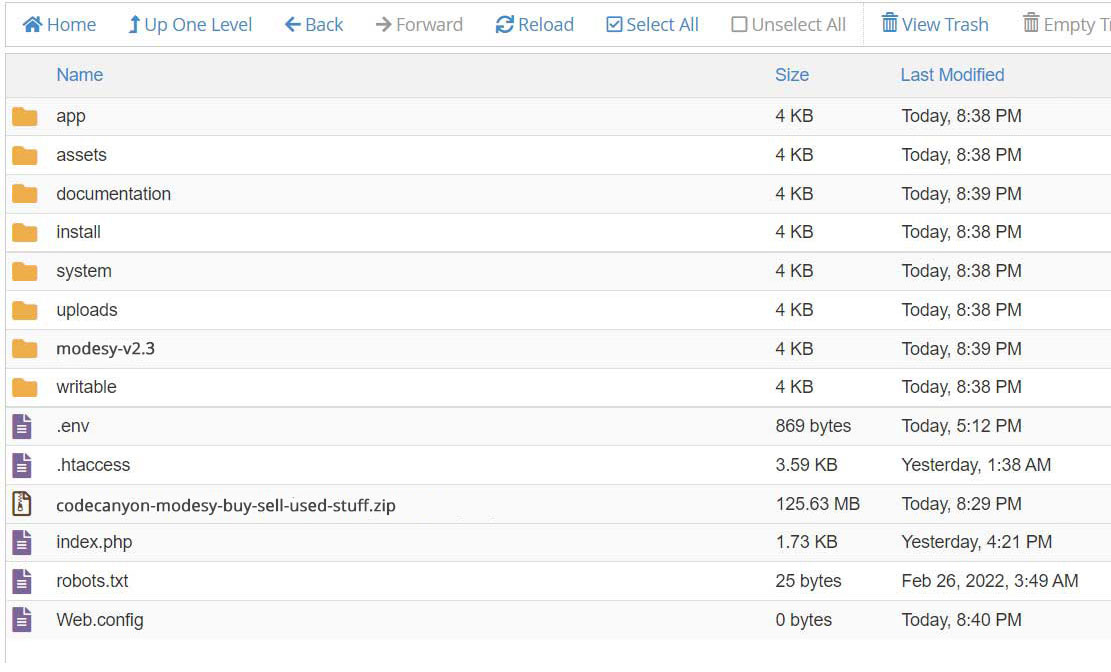 Home Up One Level Back Forward Reload Select All Unselect All View Trash Empty
Name Size Last Modified
app 4 KB Today, 8:38 PM
assets 4 KB Today, 8:38 PM
documentation 4 KB Today, 8:39 PM
install 4 KB Today, 8:38 PM
system 4 KB Today, 8:38 PM
uploads 4 KB Today, 8:38 PM
modesy-v2.3 4 KB Today, 8:39 PM
writable 4 KB Today, 8:38 PM
.env 869 bytes Today, 5:12 PM
.htaccess 3.59 KB Yesterday, 1:38 AM
codecanyon-modesy-buy-sell-used-stuff.zip 125.63 MB Today, 8:29 PM
index.php 1.73 KB Yesterday, 4:21 PM
robots.txt 25 bytes Feb 26, 2022, 3:49 AM
Web.config 0 bytes Today, 8:40 PM